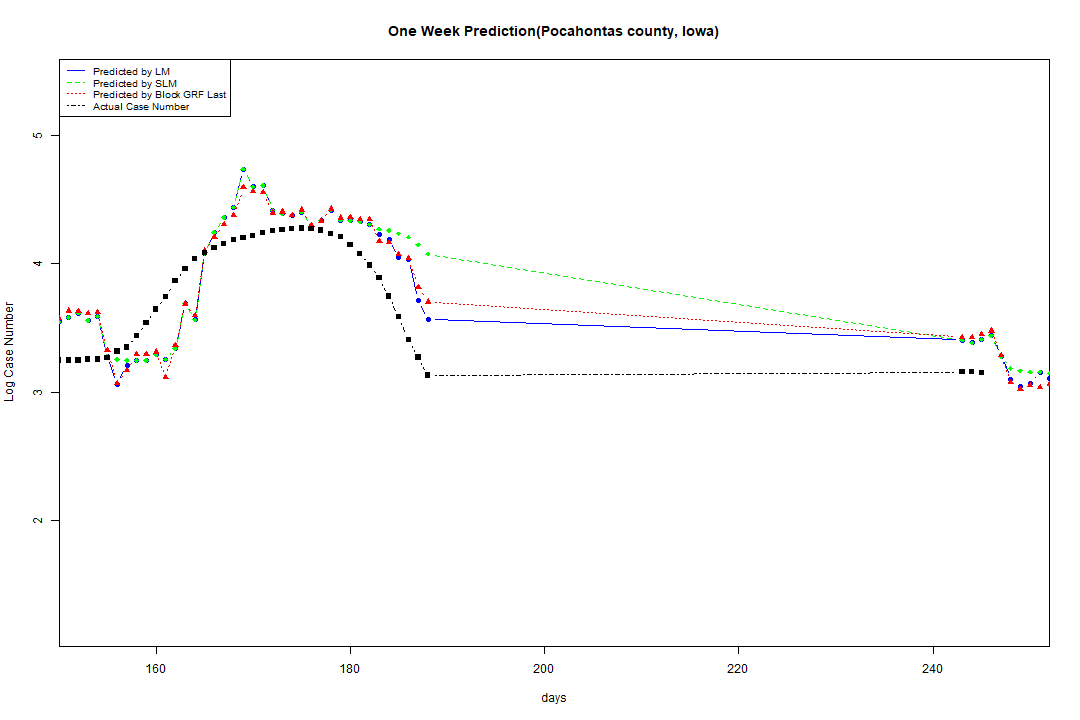 One Week Prediction(Pocahontas county, Iowa)
Predicted by LM
Predicted by SLM
Predicted by Block GRF Last
Actual Case Number
5
4
3
2
Log Case Number
160
180
200
220
240
days